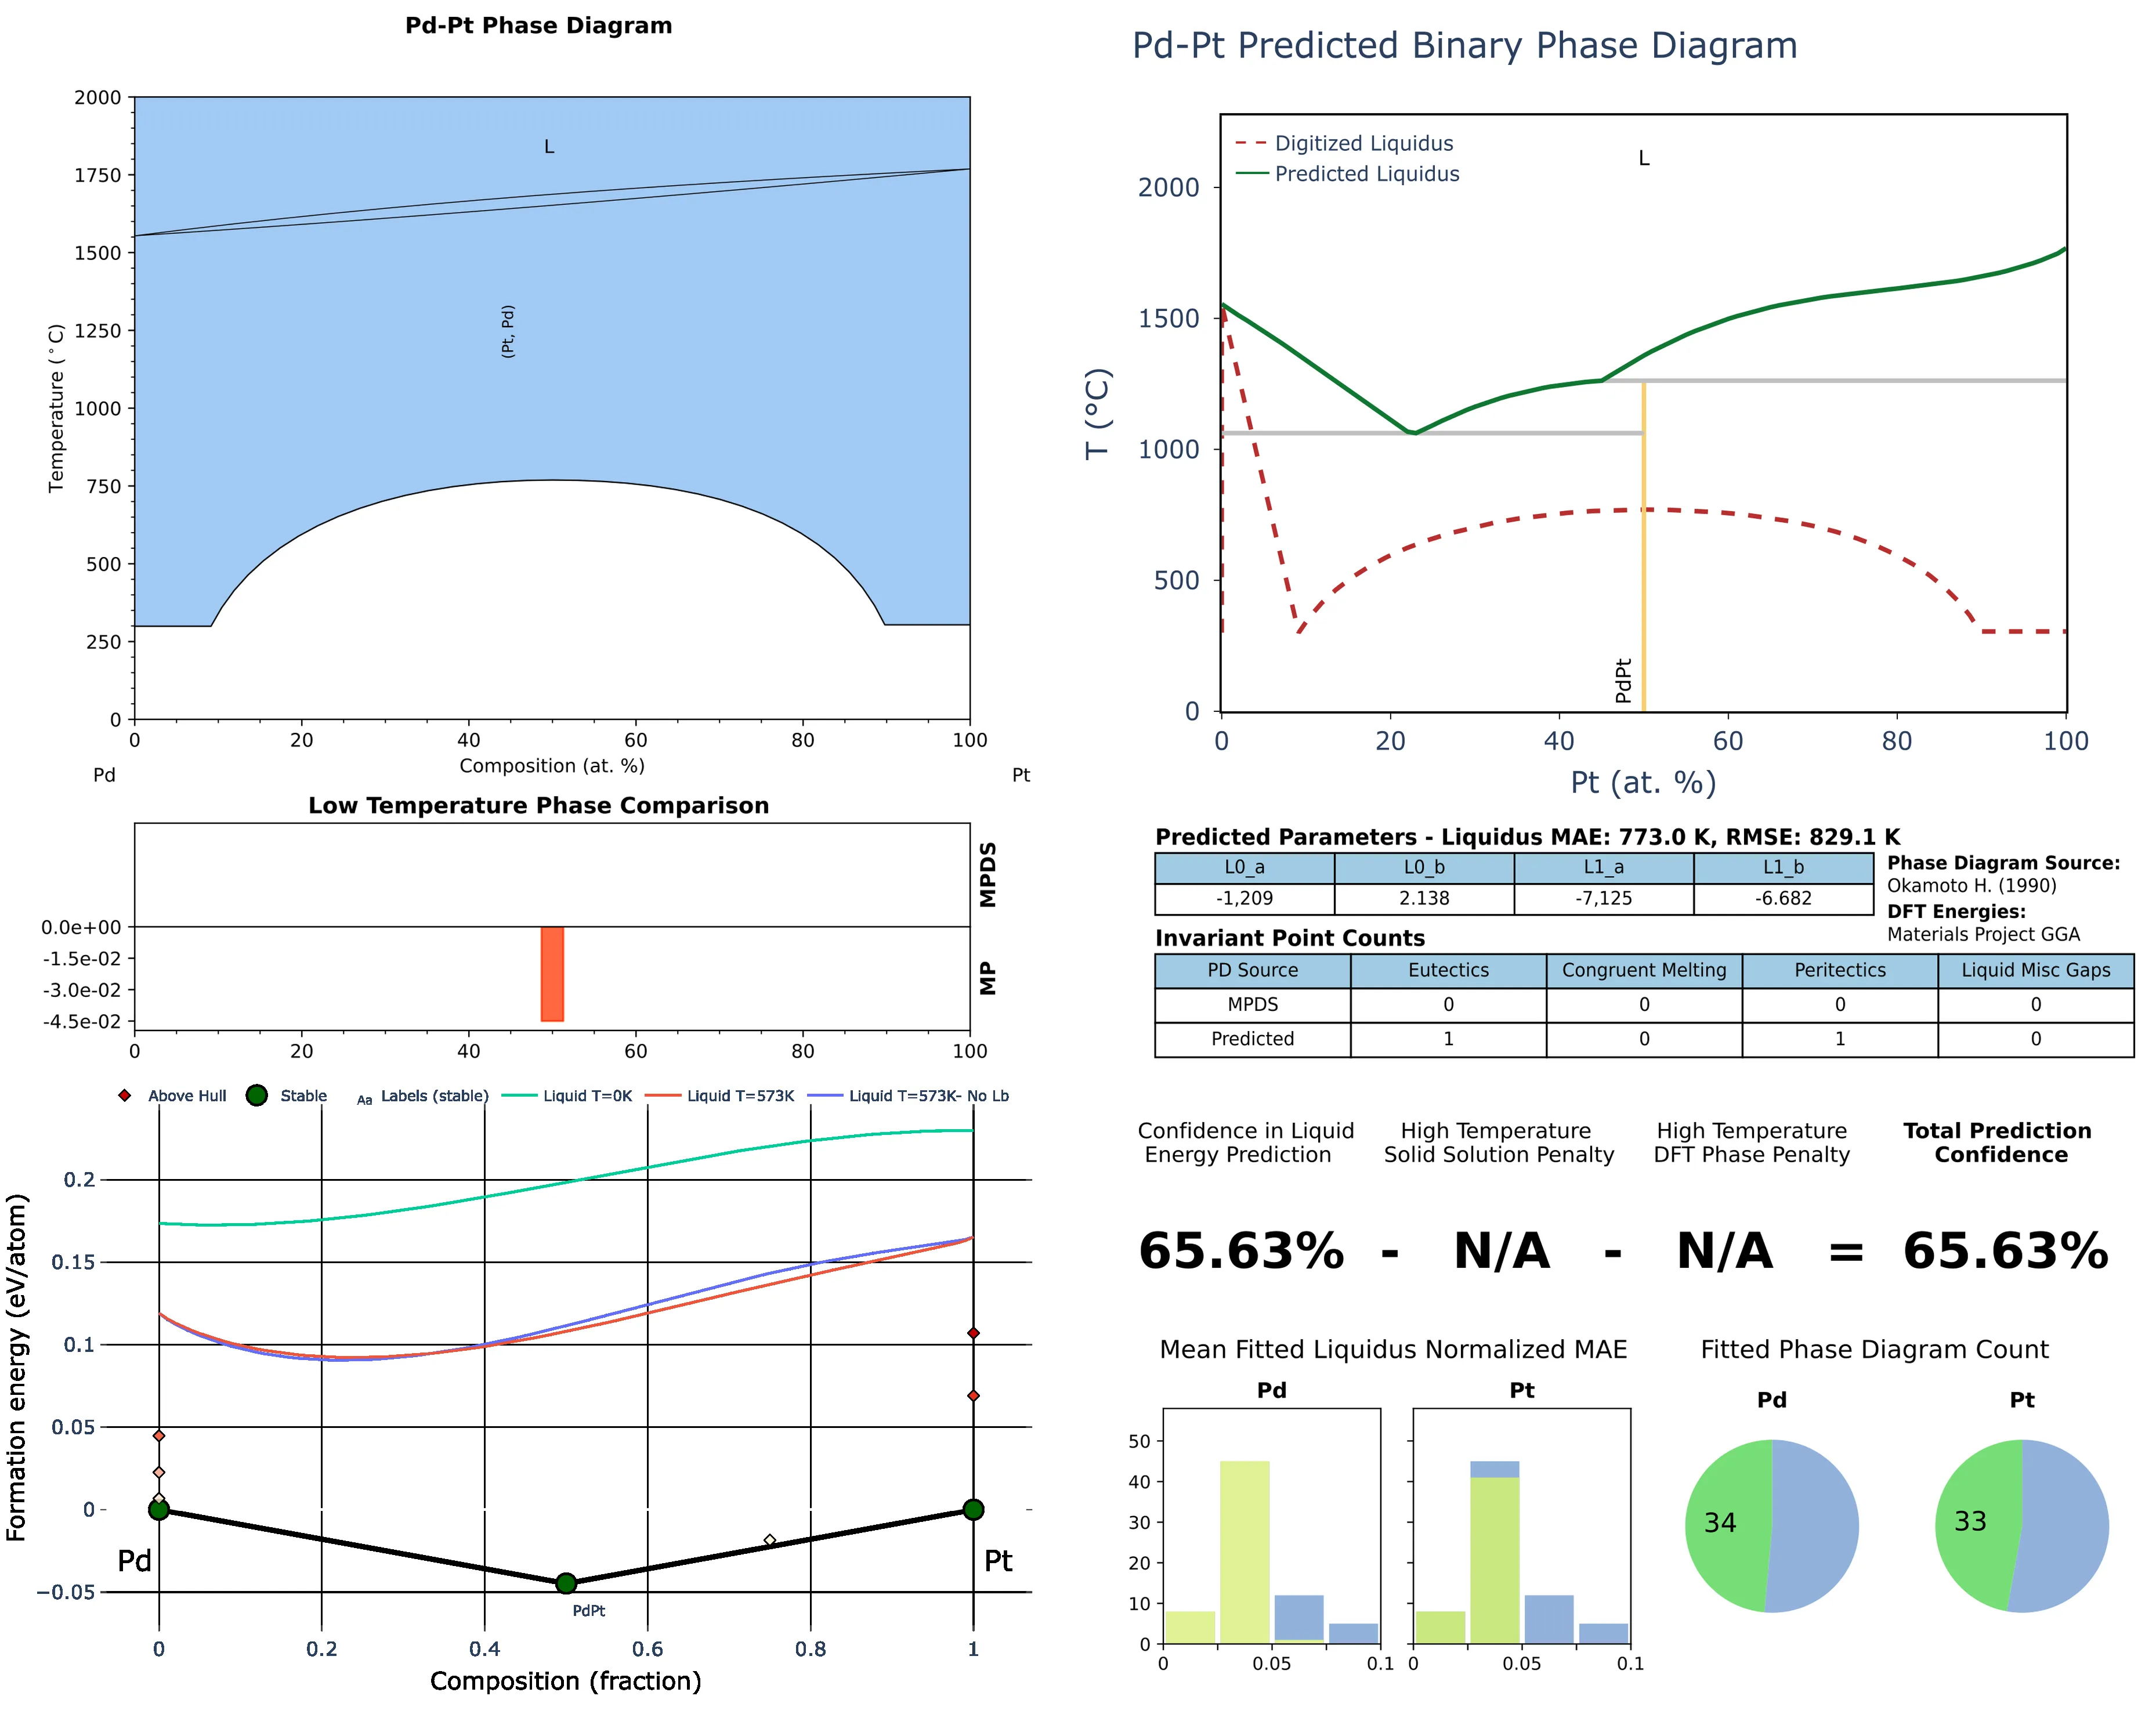 Pd-Pt Phase Diagram
2000
1750
1500
1250
1000
750
500
250
0
Temperature (°C)
L
(Pt, Pd)
0 20 40 60 80 100
Composition (at. %)
Pd Pt
Low Temperature Phase Comparison
MPDS
MP
0.0e+00
-1.5e-02
-3.0e-02
-4.5e-02
0 20 40 60 80 100
Above Hull Stable Aa Labels (stable) Liquid T=0K Liquid T=573K Liquid T=573K- No Lb
0.2
0.15
0.1
0.05
0
−0.05
Formation energy (eV/atom)
Pd Pt
PdPt
0 0.2 0.4 0.6 0.8 1
Composition (fraction)
Pd-Pt Predicted Binary Phase Diagram
Digitized Liquidus
Predicted Liquidus
L
2000
1500
1000
500
0
T (°C)
PdPt
0 20 40 60 80 100
Pt (at. %)
Predicted Parameters - Liquidus MAE: 773.0 K, RMSE: 829.1 K
L0_a L0_b L1_a L1_b
-1,209 2.138 -7,125 -6.682
Phase Diagram Source:
Okamoto H. (1990)
DFT Energies:
Materials Project GGA
Invariant Point Counts
PD Source Eutectics Congruent Melting Peritectics Liquid Misc Gaps
MPDS 0 0 0 0
Predicted 1 0 1 0
Confidence in Liquid
Energy Prediction
High Temperature
Solid Solution Penalty
High Temperature
DFT Phase Penalty
Total Prediction
Confidence
65.63% - N/A - N/A = 65.63%
Mean Fitted Liquidus Normalized MAE
Pd Pt
50
40
30
20
10
0
0 0.05 0.1 0 0.05 0.1
Fitted Phase Diagram Count
Pd Pt
34 33